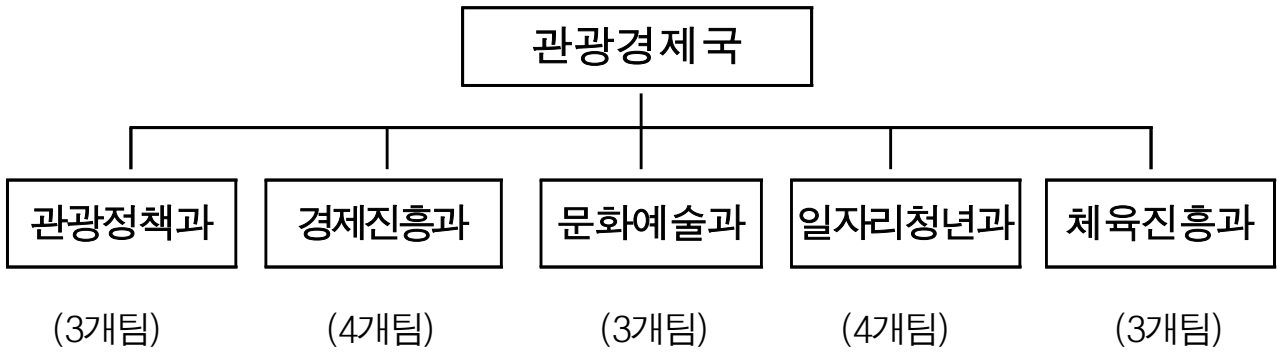 관광경제국
관광정책과 경제진흥과 문화예술과 일자리청년과 체육진흥과
(3개팀) (4개팀) (3개팀) (4개팀) (3개팀)